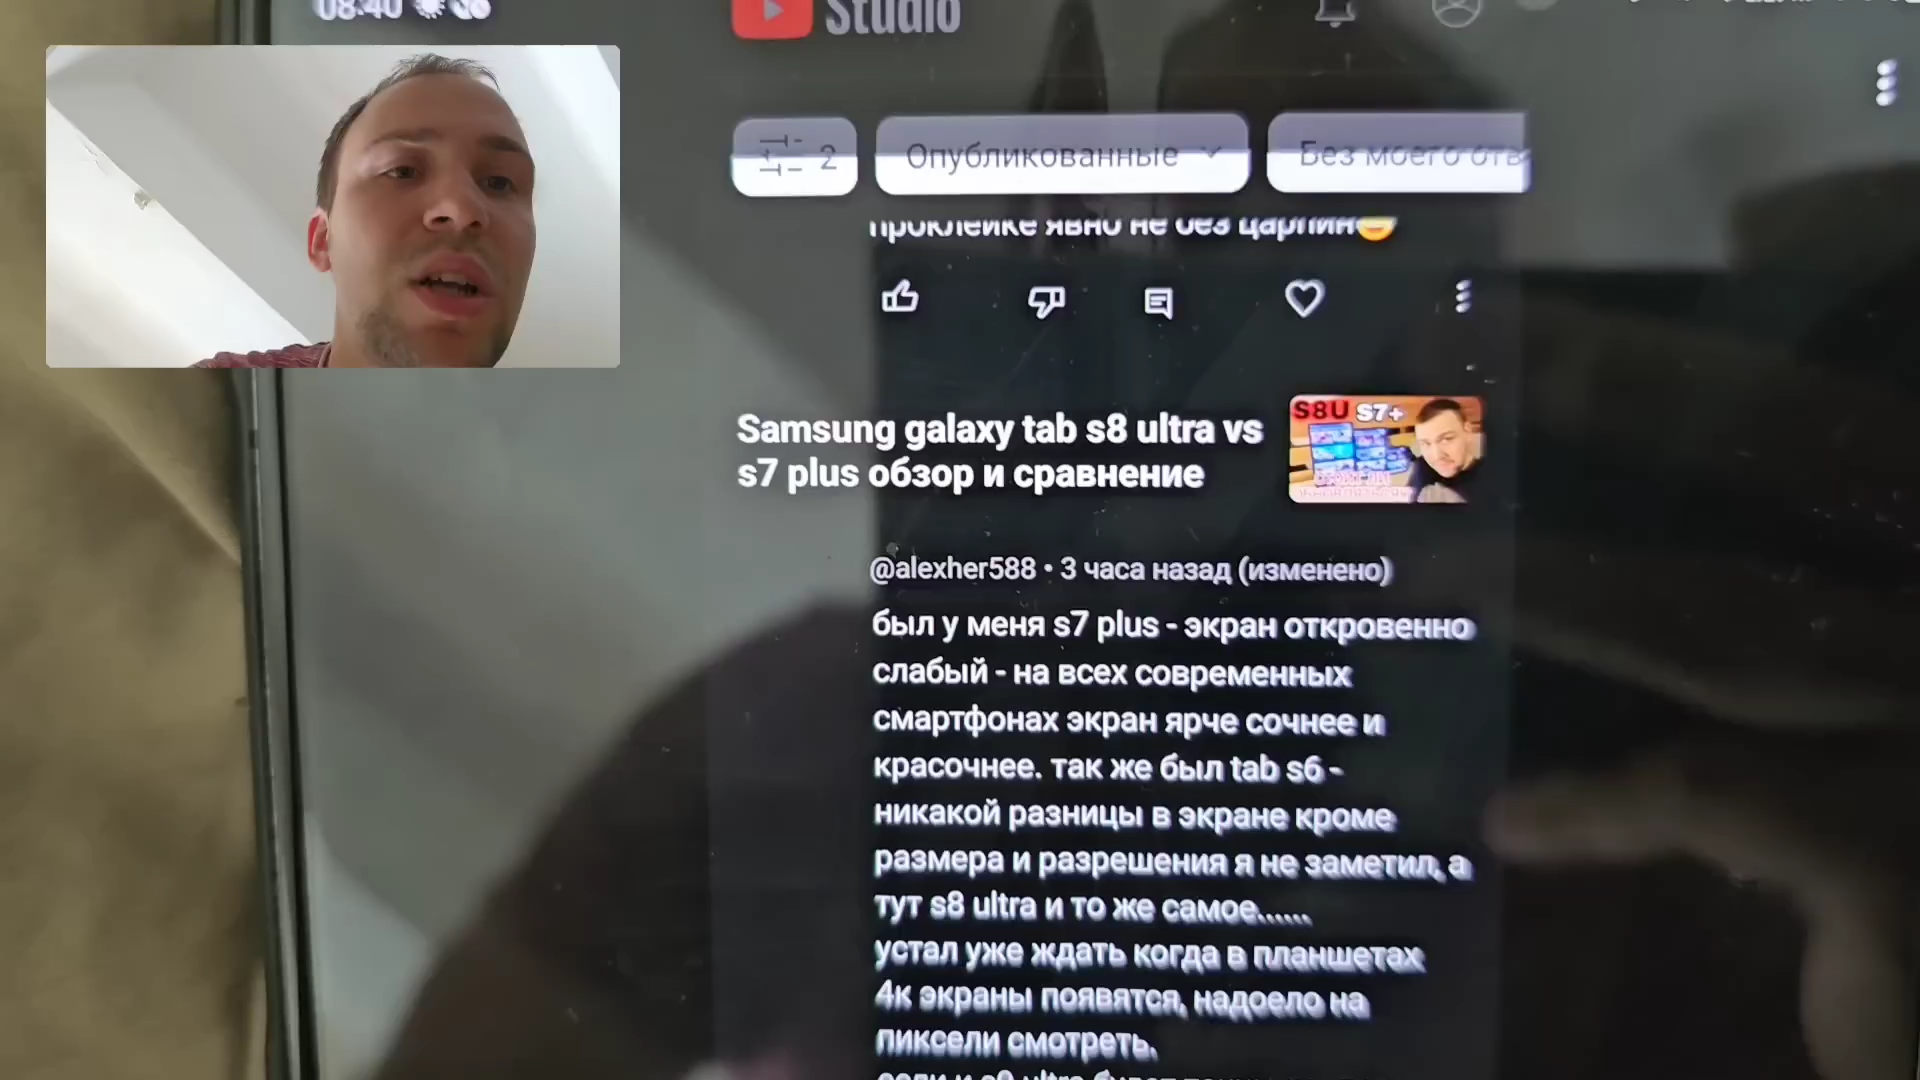 08:40
Studio
2 Опубликованные Без моего отв
проклейке явно не без царпин
Samsung galaxy tab s8 ultra vs
s7 plus обзор и сравнение
S8U S7+
@alexher588 • 3 часа назад (изменено)
был у меня s7 plus - экран откровенно
слабый - на всех современных
смартфонах экран ярче сочнее и
красочнее. так же был tab s6 -
никакой разницы в экране кроме
размера и разрешения я не заметил, а
тут s8 ultra и то же самое......
устал уже ждать когда в планшетах
4к экраны появятся, надоело на
пиксели смотреть.